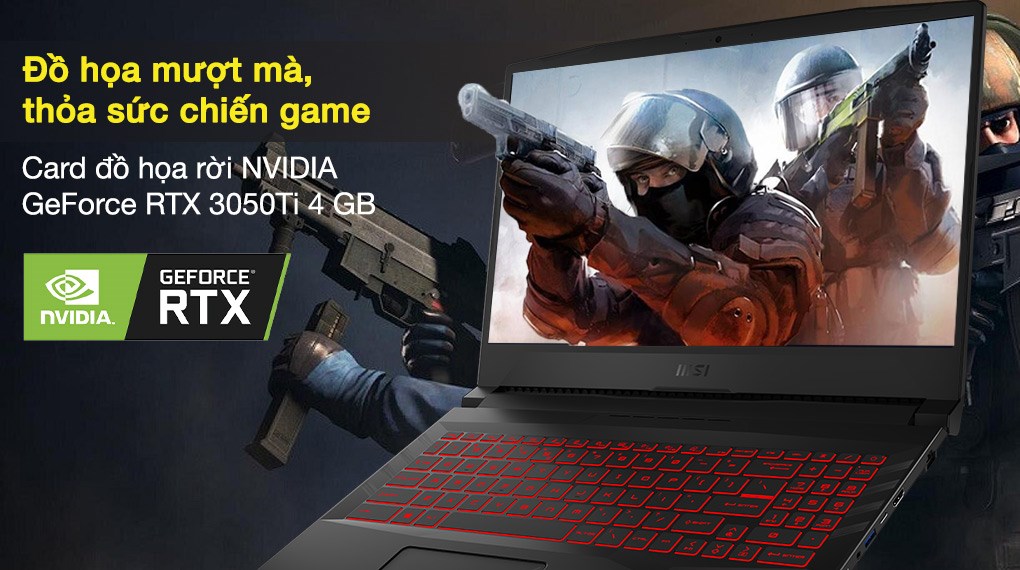 Đồ họa mượt mà,
thỏa sức chiến game
Card đồ họa rời NVIDIA
GeForce RTX 3050Ti 4 GB
NVIDIA.
GEFORCE®
RTX
msi